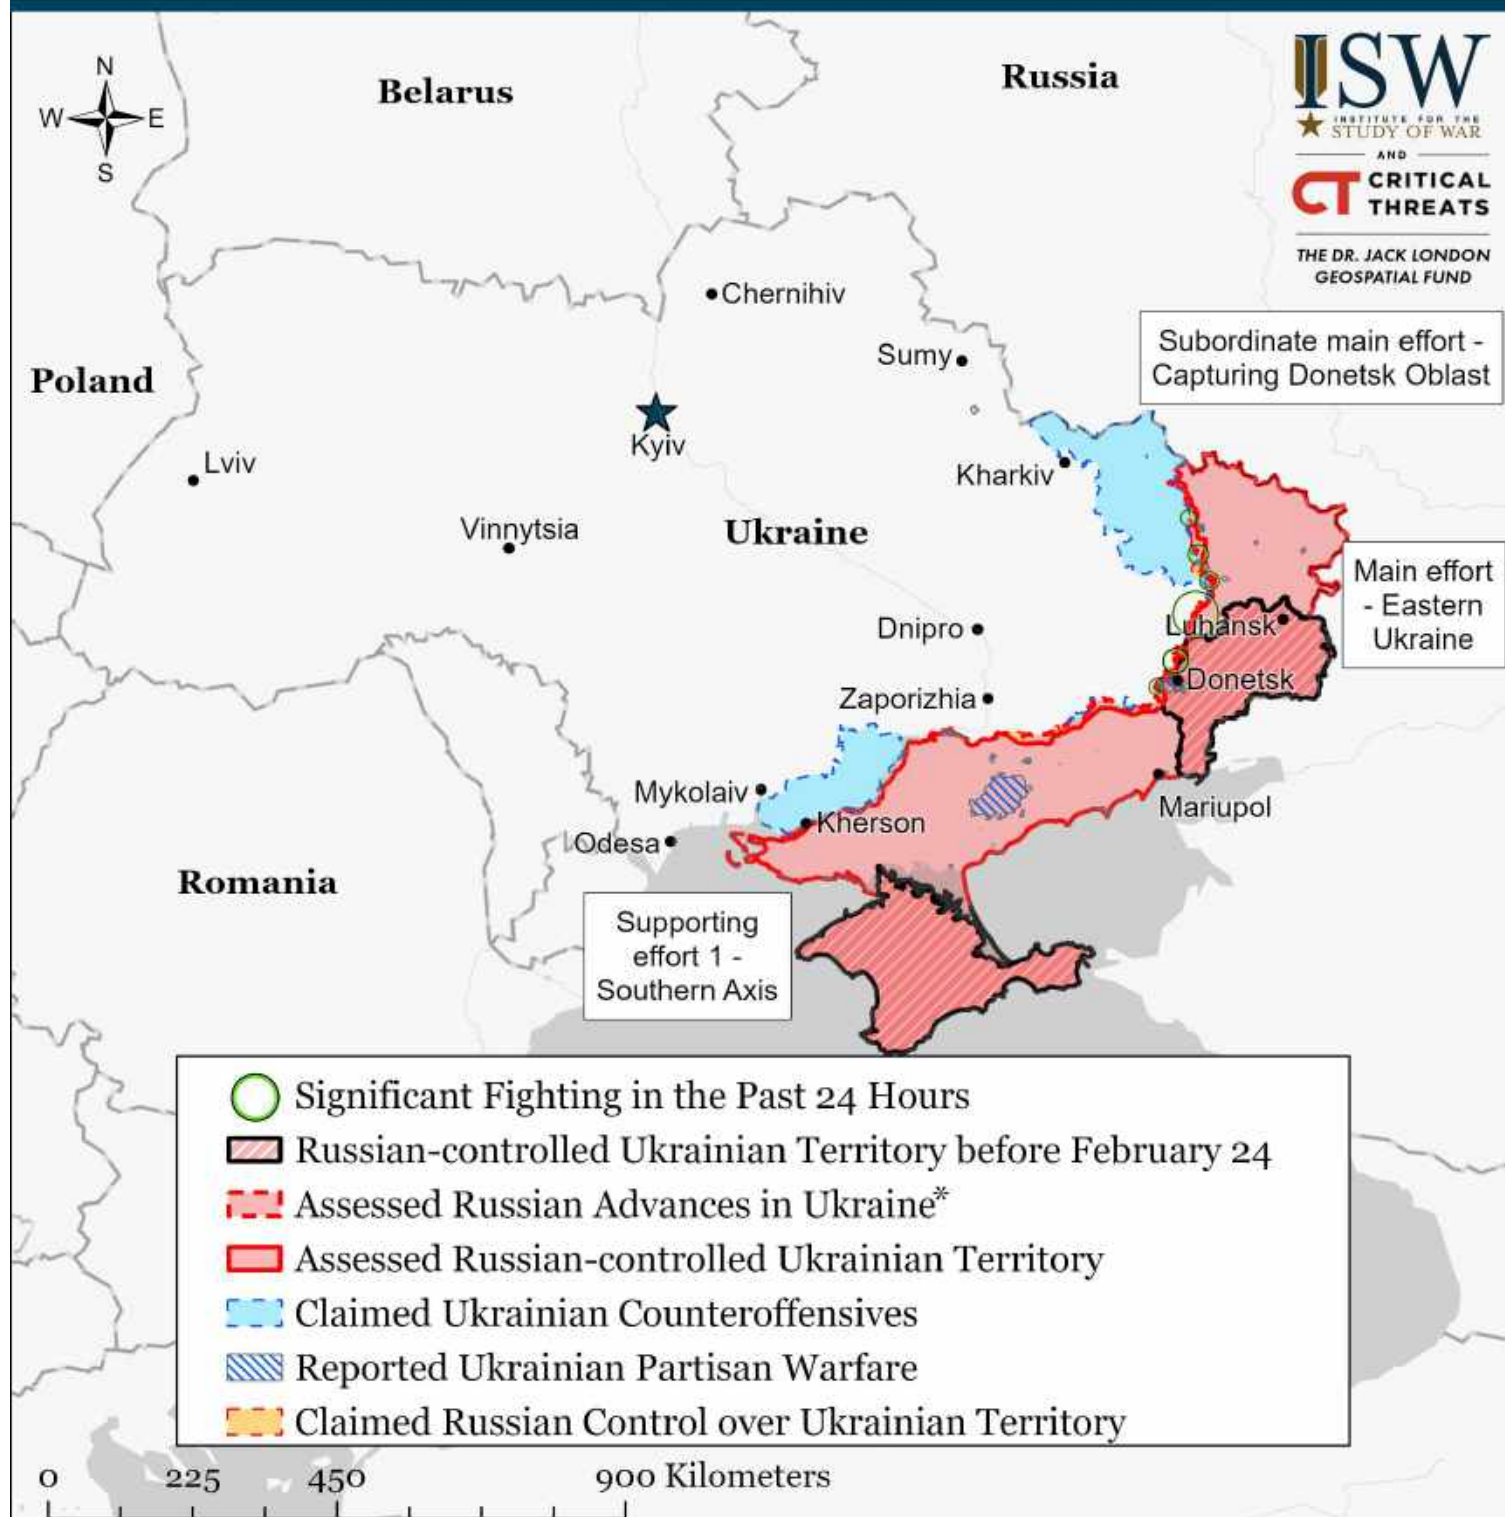 N
W E
S
Belarus
Russia
ISW
INSTITUTE FOR THE
STUDY OF WAR
AND
CT CRITICAL
THREATS
THE DR. JACK LONDON
GEOSPATIAL FUND
Chernihiv
Subordinate main effort -
Capturing Donetsk Oblast
Sumy
Poland
Kyiv
Lviv
Kharkiv
Vinnytsia
Ukraine
Main effort
- Eastern
Ukraine
Dnipro
Luhansk
Donetsk
Zaporizhia
Mykolaiv
Mariupol
Kherson
Odesa
Romania
Supporting
effort 1 -
Southern Axis
Significant Fighting in the Past 24 Hours
Russian-controlled Ukrainian Territory before February 24
Assessed Russian Advances in Ukraine*
Assessed Russian-controlled Ukrainian Territory
Claimed Ukrainian Counteroffensives
Reported Ukrainian Partisan Warfare
Claimed Russian Control over Ukrainian Territory
0 225 450 900 Kilometers